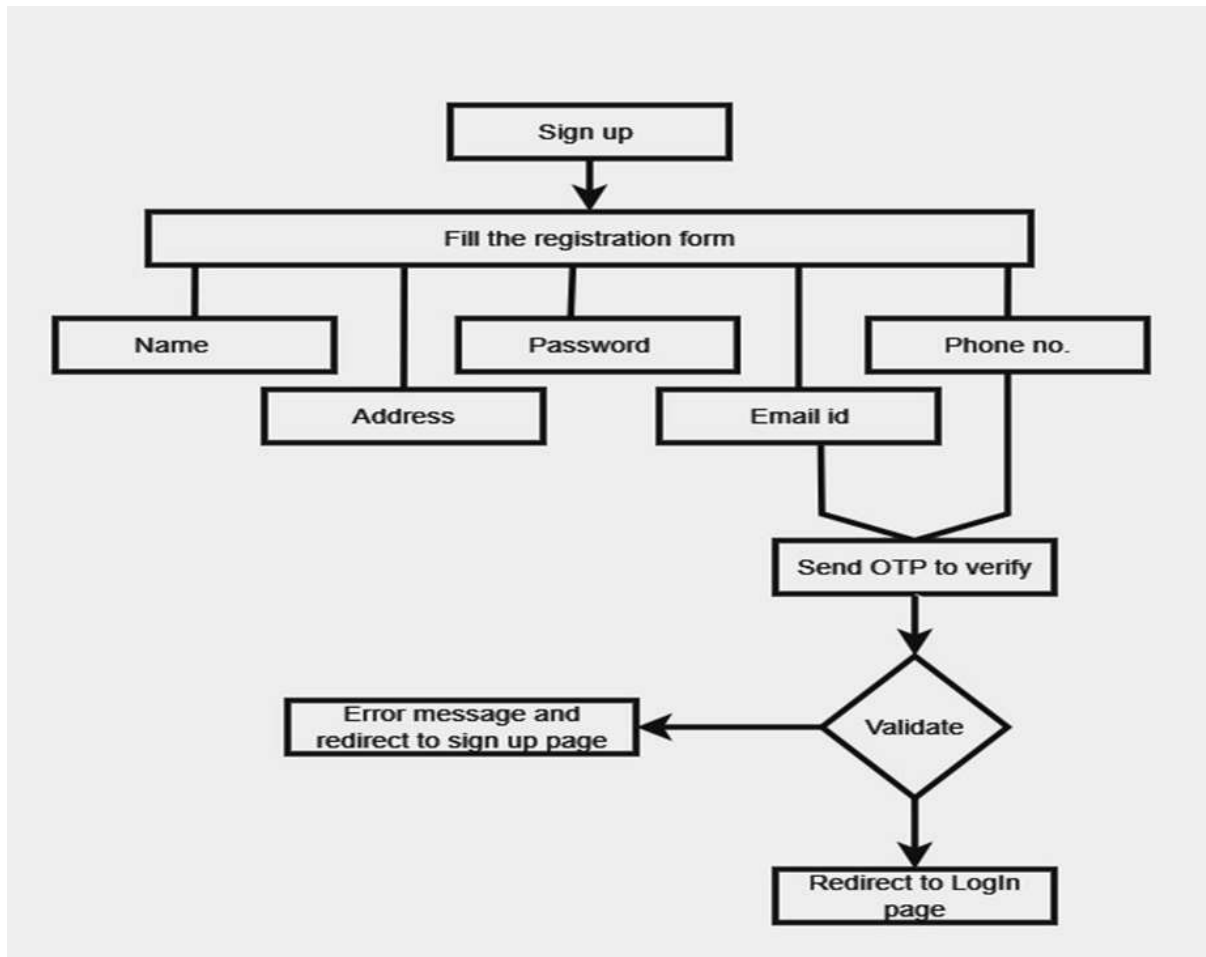 Sign up
Fill the registration form
Name
Password
Phone no.
Address
Email id
Send OTP to verify
Error message and
redirect to sign up page
Validate
Redirect to LogIn
page